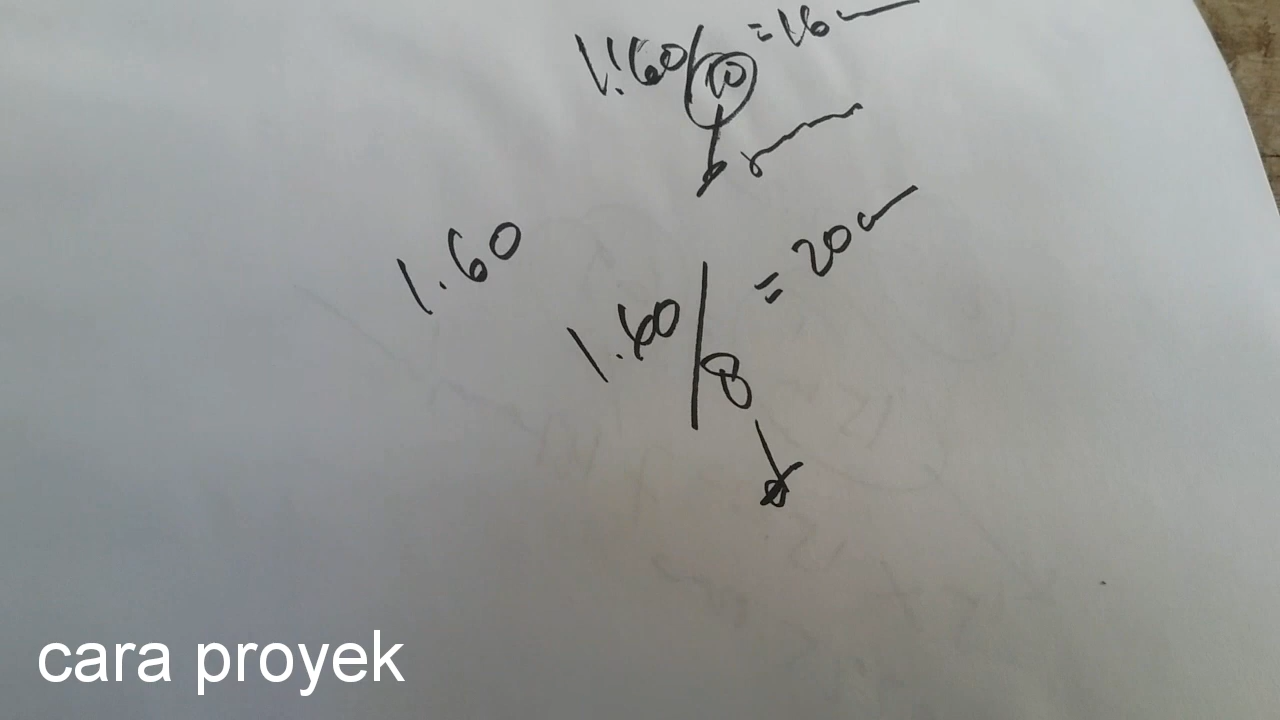 1.60/10 = 16
1.60
1.60/8 = 20
cara proyek